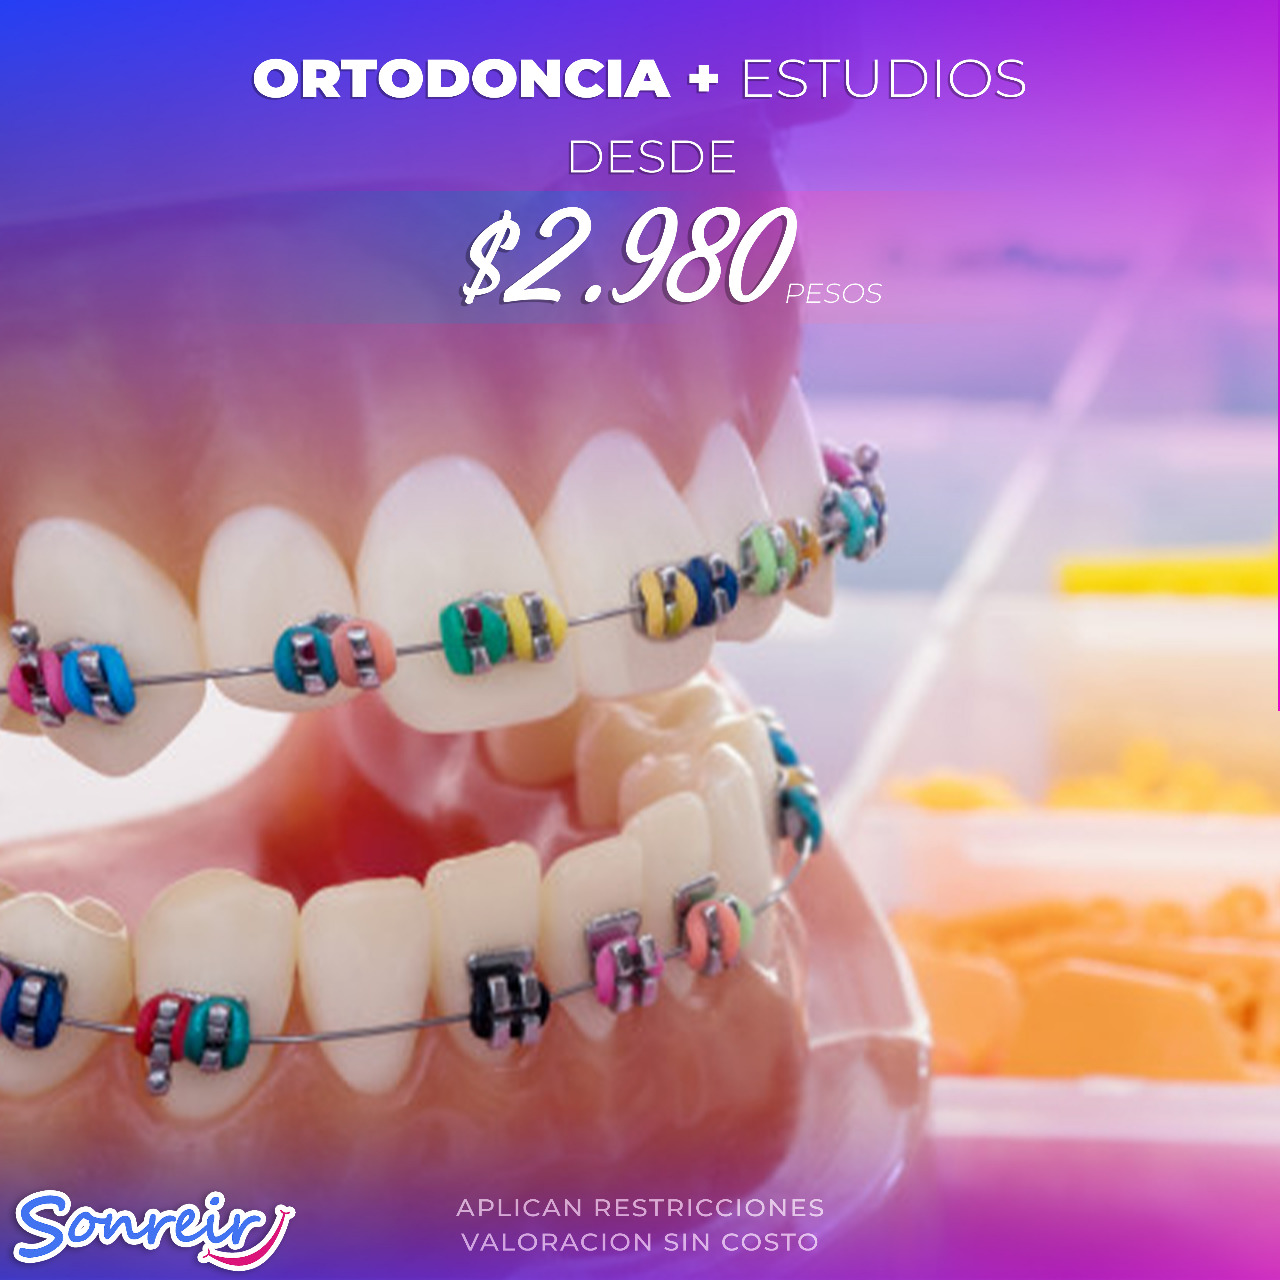 ORTODONCIA + ESTUDIOS
DESDE
$2.980 PESOS
Sonreir
APLICAN RESTRICCIONES
VALORACION SIN COSTO